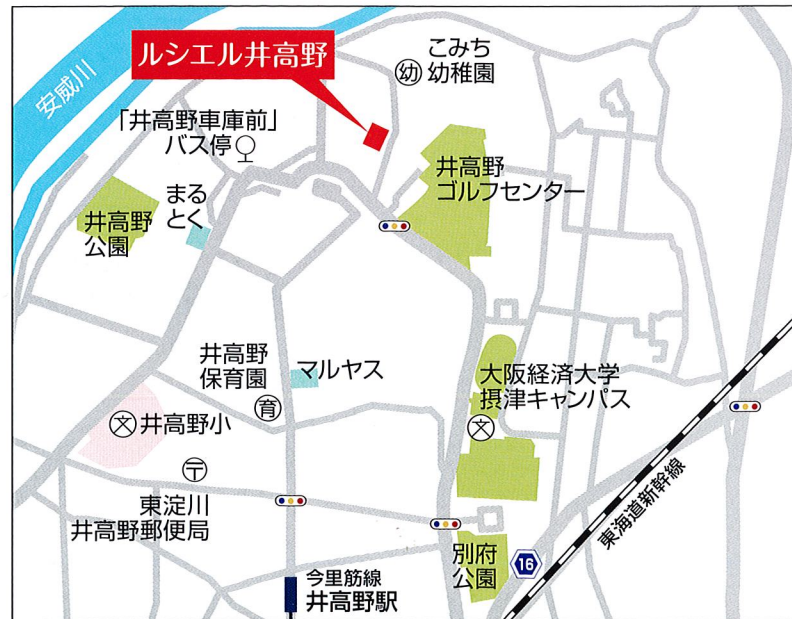 ルシエル井高野
こみち
幼 幼稚園
安威川
「井高野車庫前」
バス停
井高野
ゴルフセンター
まる
とく
井高野
公園
井高野
保育園
育
マルヤス
大阪経済大学
摂津キャンパス
文
文 井高野小
〒
東淀川
井高野郵便局
東海道新幹線
別府
公園
16
今里筋線
井高野駅